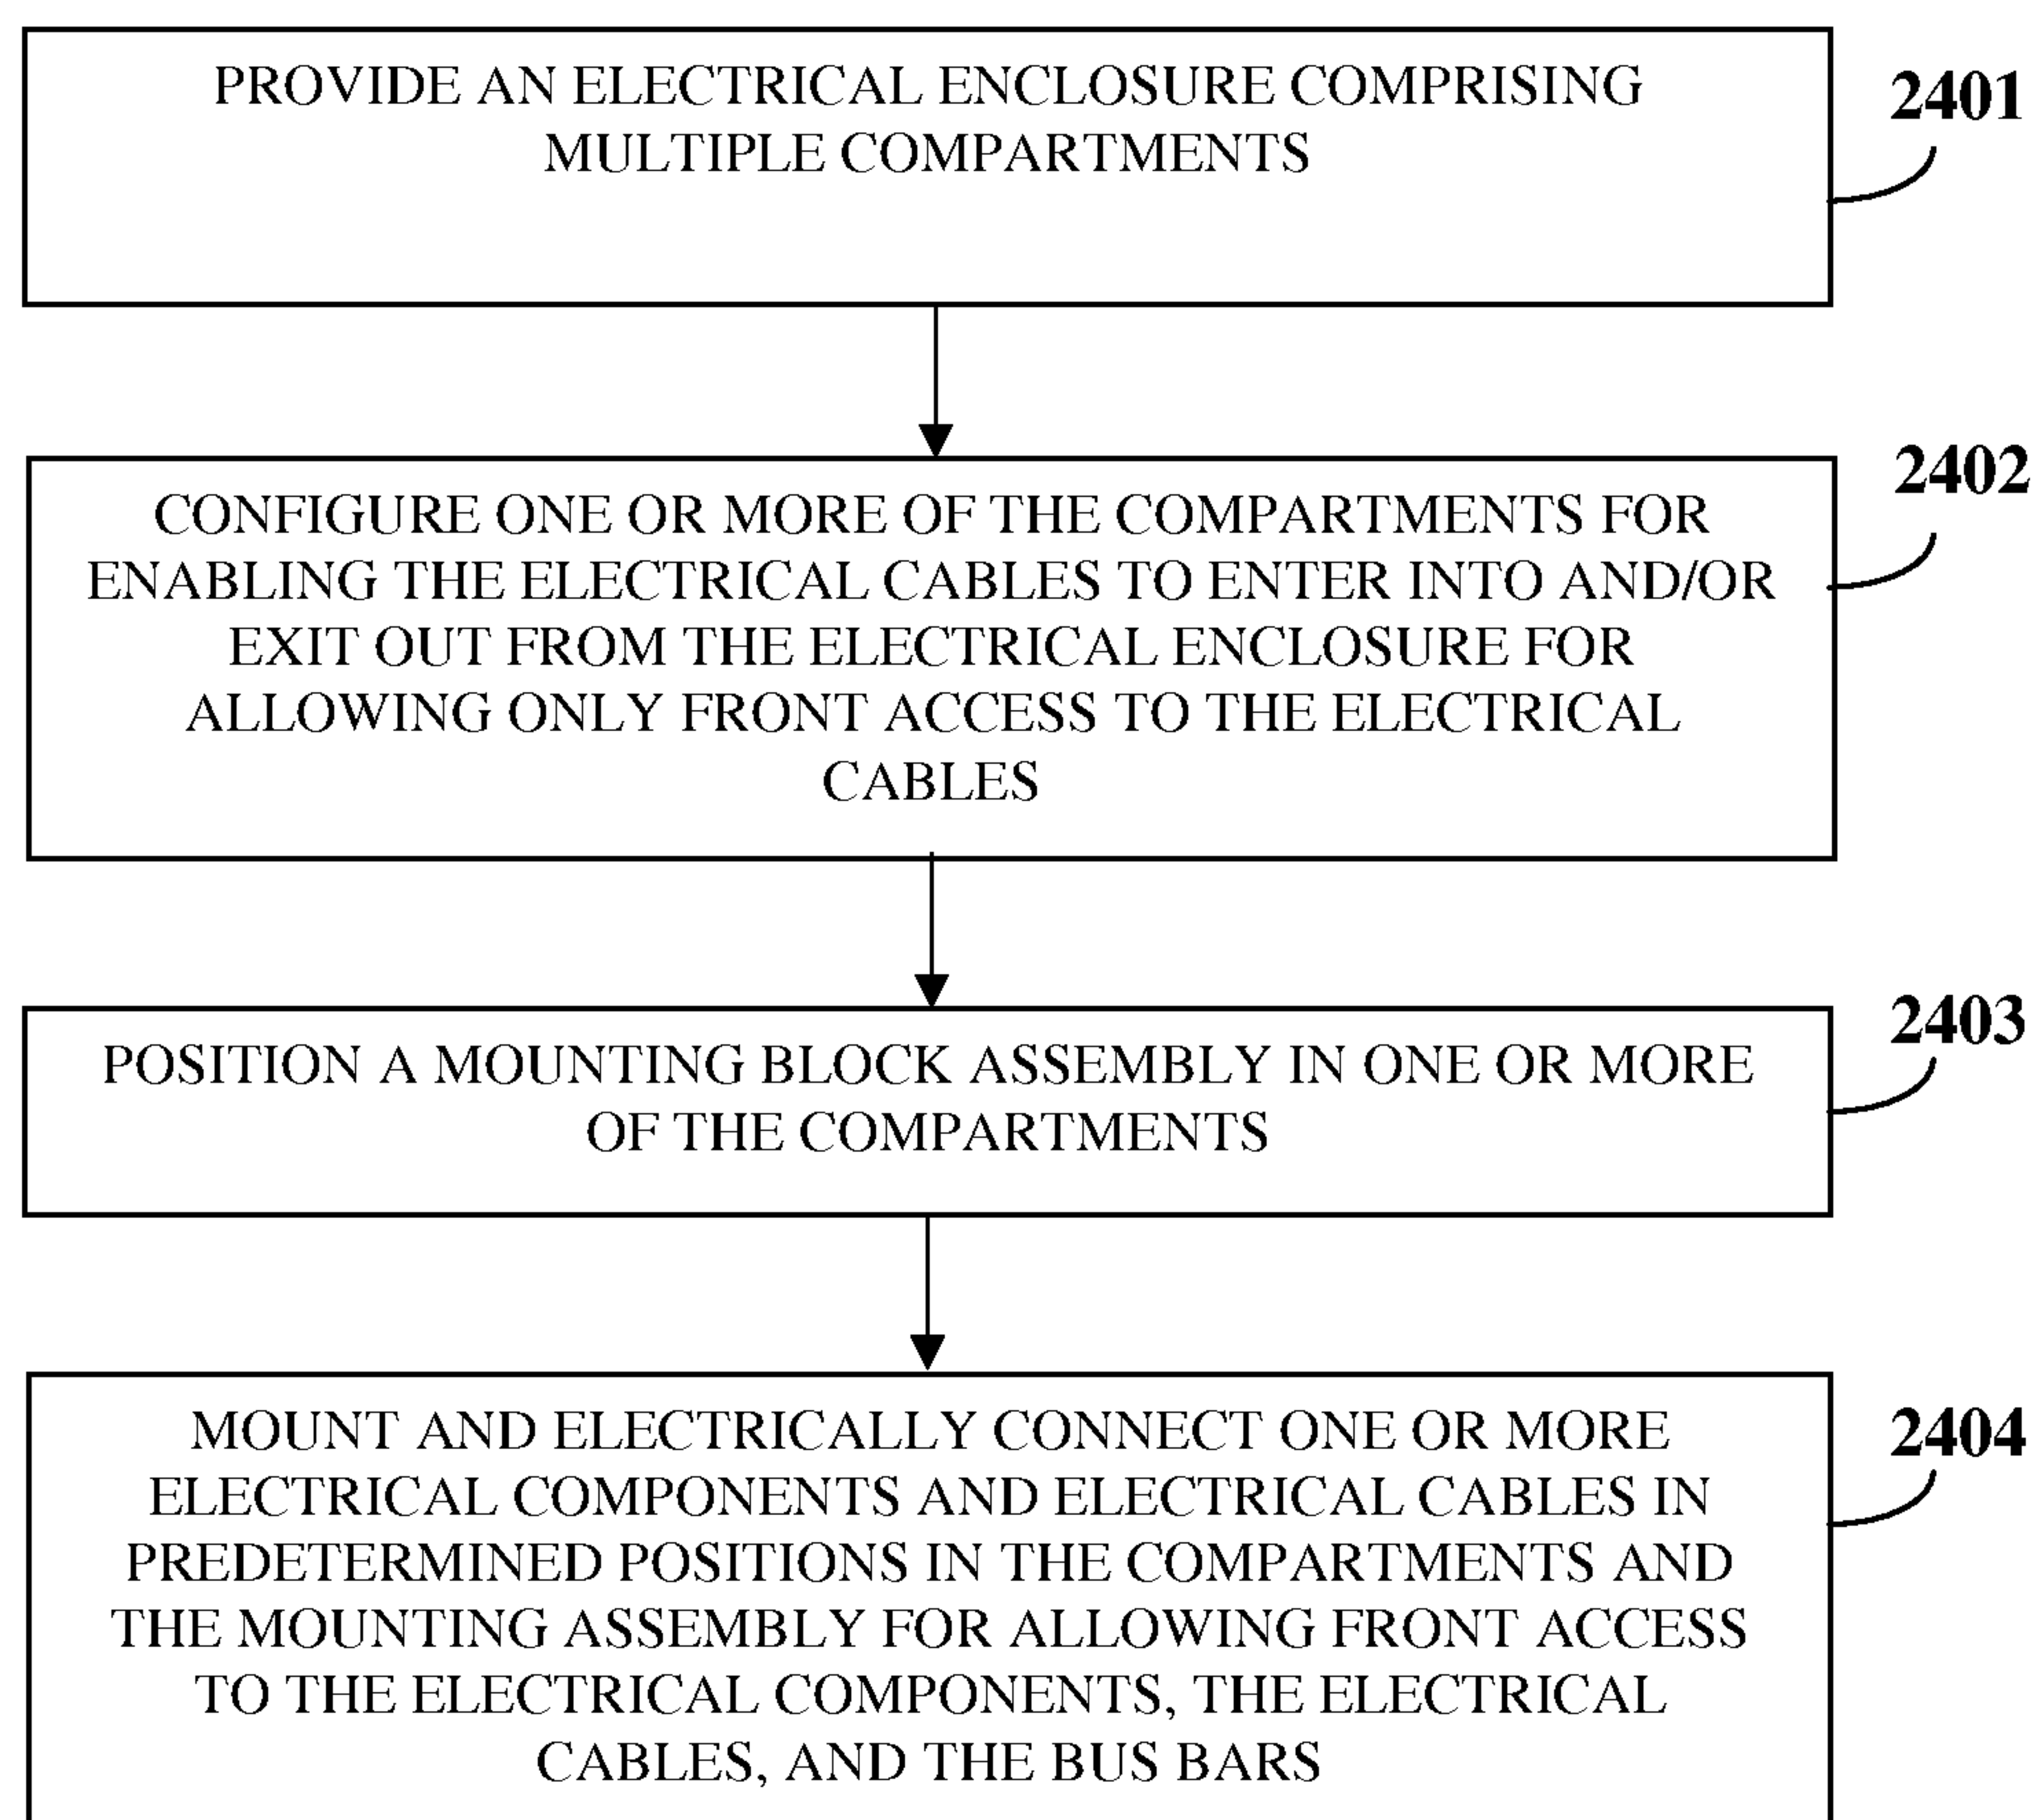 PROVIDE AN ELECTRICAL ENCLOSURE COMPRISING
MULTIPLE COMPARTMENTS
2401
CONFIGURE ONE OR MORE OF THE COMPARTMENTS FOR
ENABLING THE ELECTRICAL CABLES TO ENTER INTO AND/OR
EXIT OUT FROM THE ELECTRICAL ENCLOSURE FOR
ALLOWING ONLY FRONT ACCESS TO THE ELECTRICAL
CABLES
2402
POSITION A MOUNTING BLOCK ASSEMBLY IN ONE OR MORE
OF THE COMPARTMENTS
2403
MOUNT AND ELECTRICALLY CONNECT ONE OR MORE
ELECTRICAL COMPONENTS AND ELECTRICAL CABLES IN
PREDETERMINED POSITIONS IN THE COMPARTMENTS AND
THE MOUNTING ASSEMBLY FOR ALLOWING FRONT ACCESS
TO THE ELECTRICAL COMPONENTS, THE ELECTRICAL
CABLES, AND THE BUS BARS
2404